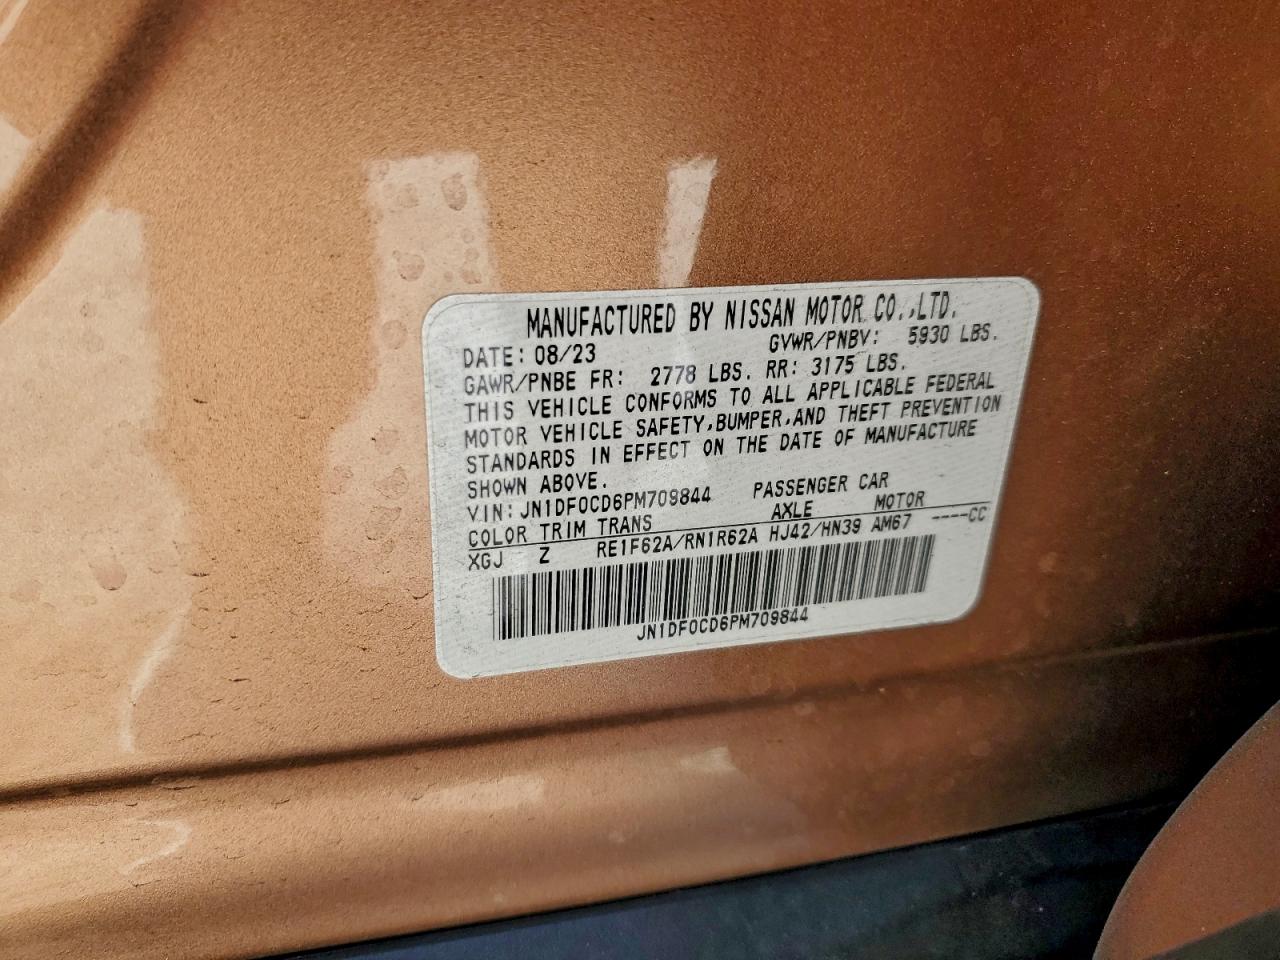 MANUFACTURED BY NISSAN MOTOR CO.,LTD.
DATE: 08/23 GVWR/PNBV: 5930 LBS.
GAWR/PNBE FR: 2778 LBS. RR: 3175 LBS.
THIS VEHICLE CONFORMS TO ALL APPLICABLE FEDERAL
MOTOR VEHICLE SAFETY,BUMPER,AND THEFT PREVENTION
STANDARDS IN EFFECT ON THE DATE OF MANUFACTURE
SHOWN ABOVE.
VIN: JN1DF0CD6PM709844 PASSENGER CAR
COLOR TRIM TRANS AXLE MOTOR
XGJ Z RE1F62A/RN1R62A HJ42/HN39 AM67 ----CC
JN1DF0CD6PM709844